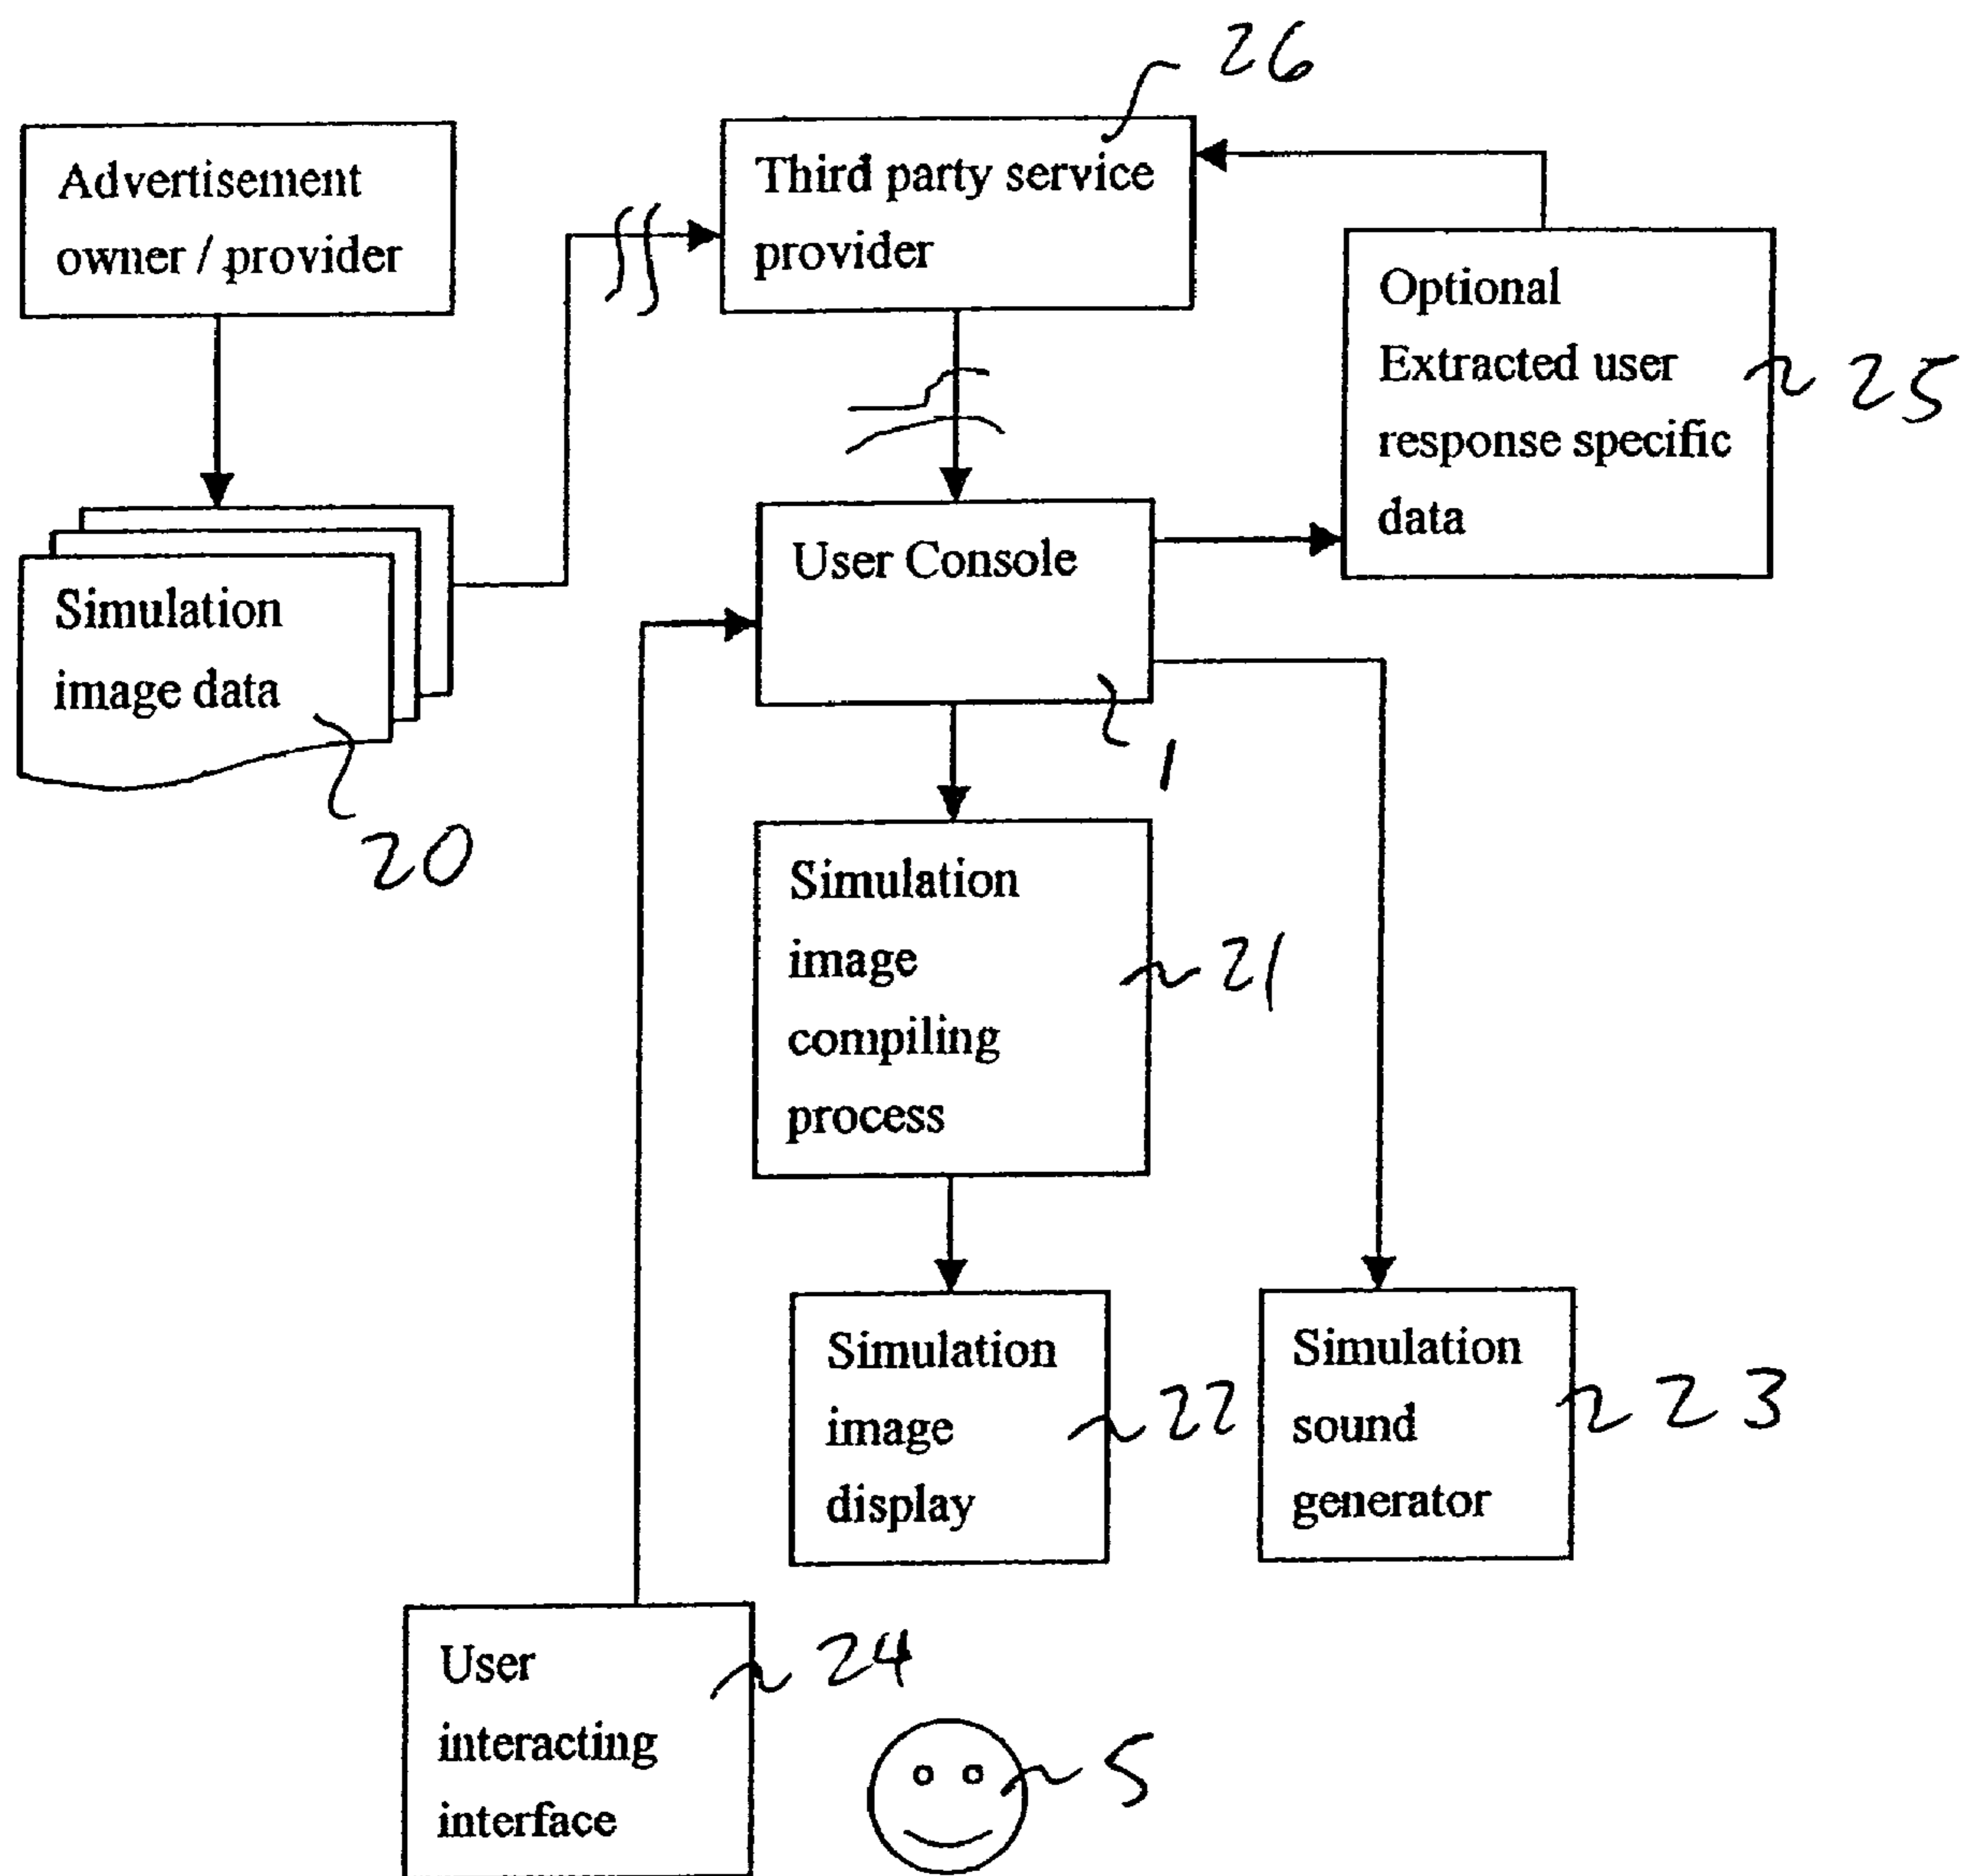 26
Advertisement
owner / provider
Third party service
provider
Optional
Extracted user
response specific
data
25
Simulation
image data
20
User Console
1
Simulation
image
compiling
process
21
Simulation
image
display
22
Simulation
sound
generator
23
User
interacting
interface
24
5